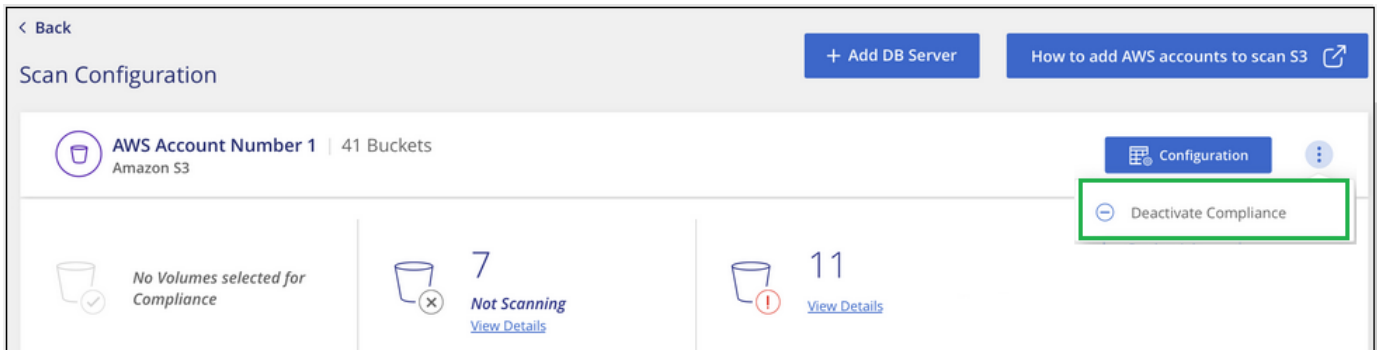 < Back
Scan Configuration
+ Add DB Server
How to add AWS accounts to scan S3
AWS Account Number 1 | 41 Buckets
Amazon S3
Configuration
Deactivate Compliance
No Volumes selected for
Compliance
7
Not Scanning
View Details
11
View Details